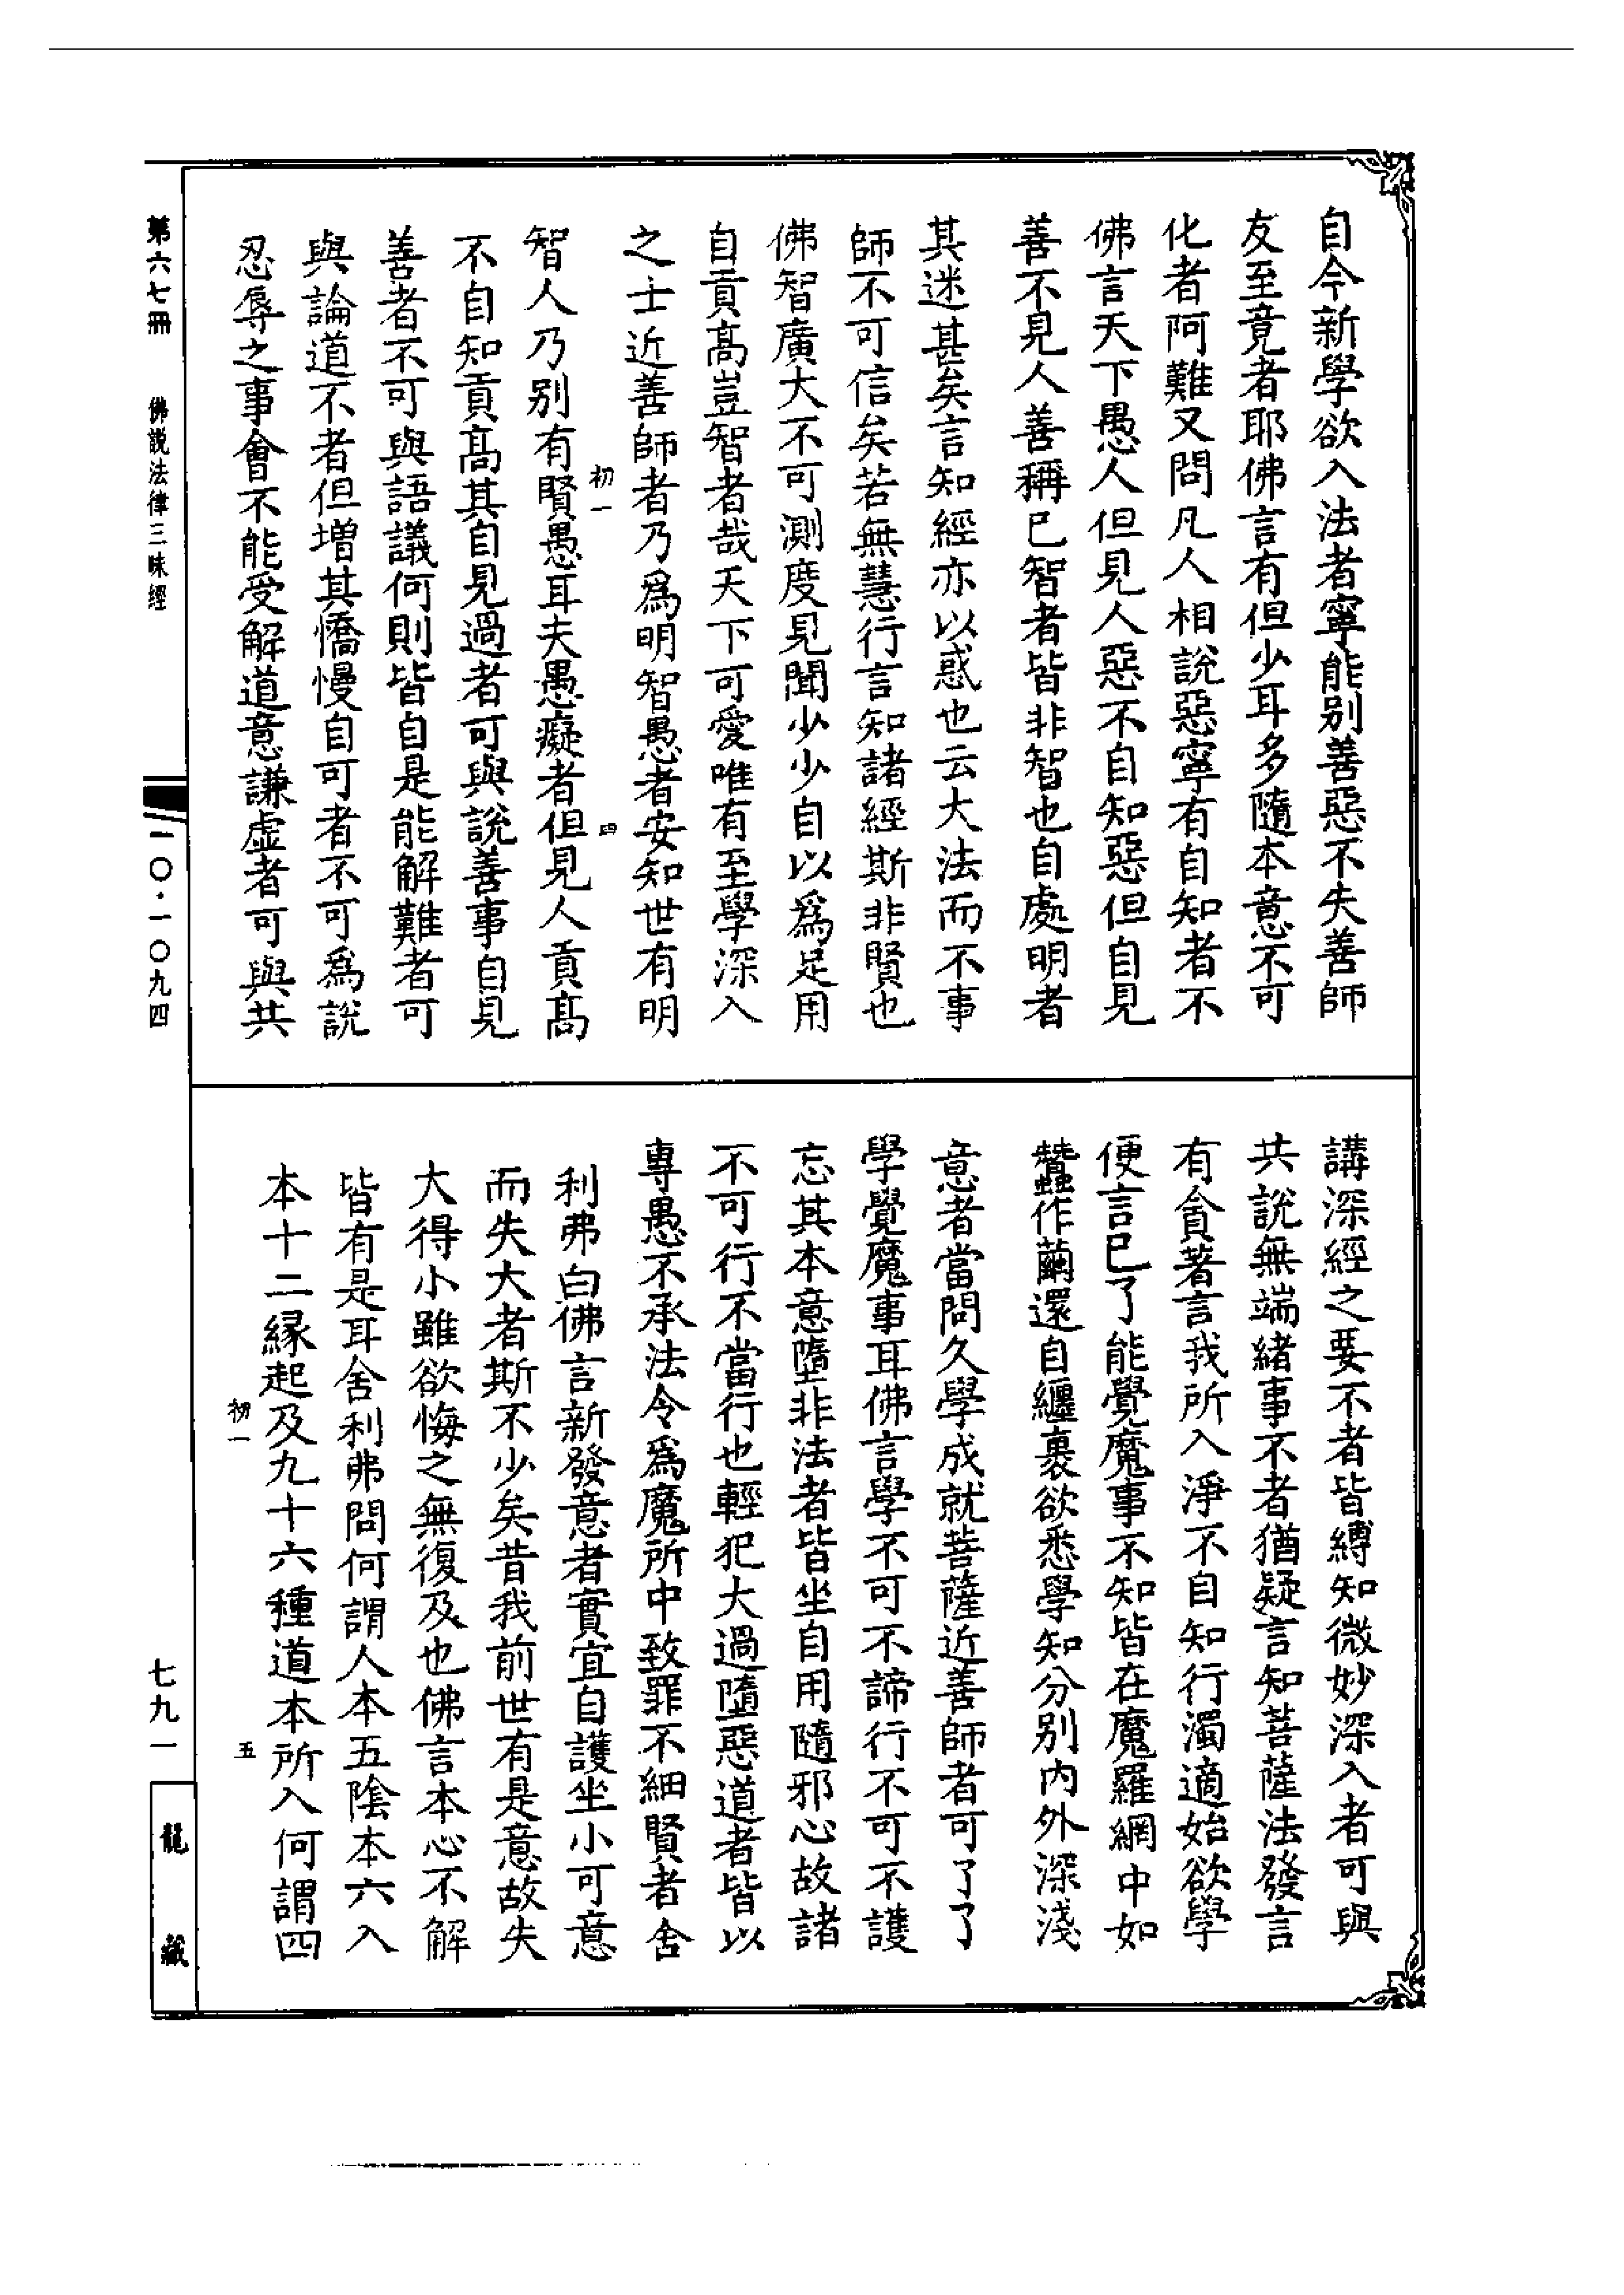 自今新學欲入法者寧能別善惡不失善師
友至竟者耶佛言有但少耳多隨本意不可
化者阿難又問凡人相說惡寧有自知者不
佛言天下愚人但見人惡不自知惡但自見
善不見人善稱已智者皆非智也自處明者
其迷甚矣言知經亦以惑也云大法而不事
師不可信矣若無慧行言知諸經斯非賢也
佛智廣大不可測度見聞少少自以為足用
自貢高豈智者哉天下可愛唯有至學深入
之士近善師者乃為明智愚者安知世有明
初一
四
智人乃別有賢愚耳夫愚癡者但見人貢高
不自知貢高其自見過者可與說善事自見
善者不可與語議何則皆自是能解難者可
與論道不者但增其憍慢自可者不可為說
忍辱之事會不能受解道意謙虛者可與共
講深經之要不者皆縛知微妙深入者可與
共說無端緒事不者猶疑言知菩薩法發言
有貪著言我所入淨不自知行濁適始欲學
便言已了能覺魔事不知皆在魔羅網中如
蠶作繭還自纏裹欲悉學知分別內外深淺
意者當問久學成就菩薩近善師者可了了
學覺魔事耳佛言學不可不諦行不可不護
忘其本意墮非法者皆坐自用隨邪心故諸
不可行不當行也輕犯大過墮惡道者皆以
專愚不承法令為魔所中致罪不細賢者舍
利弗白佛言新發意者實宜自護坐小可意
而失大者斯不少矣昔我前世有是意故失
大得小雖欲悔之無復及也佛言本心不解
皆有是耳舍利弗問何謂人本五陰本六入
本十二緣起及九十六種道本所入何謂四
初一
五
第六七冊
佛說法律三昧經
一〇·一〇九四
七九一
龍藏